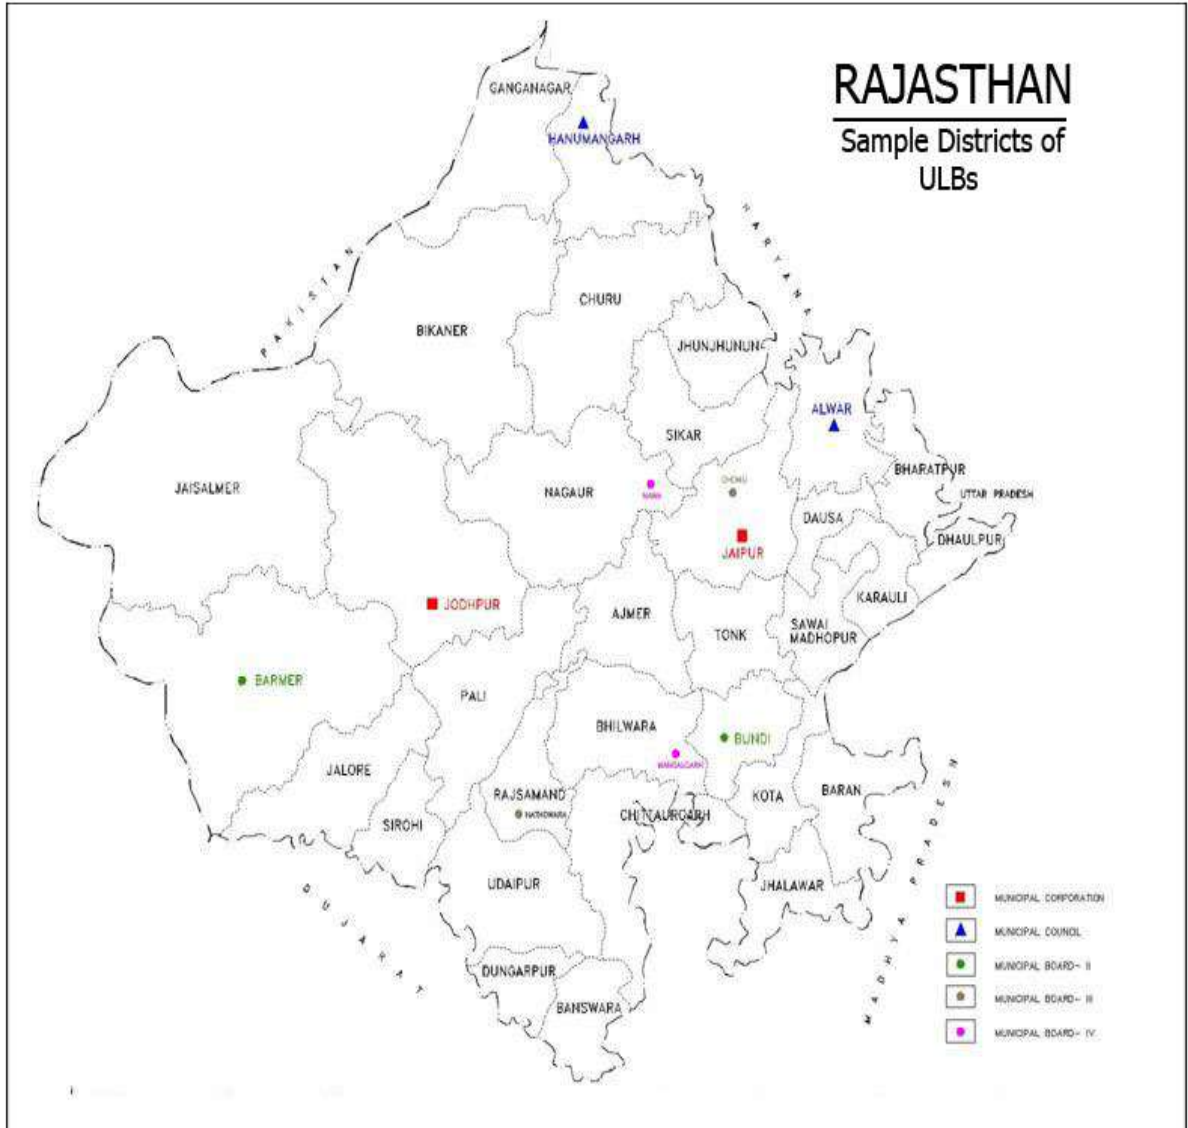 RAJASTHAN
Sample Districts of
ULBs
GANGANAGAR
HANUMANGARH
HARYANA
PAKISTAN
CHURU
BIKANER
JHUNJHUNUN
ALWAR
SIKAR
BHARATPUR
JAISALMER
NAGAUR
UTTAR PRADESH
DAUSA
DHAULPUR
JAIPUR
JODHPUR
KARAULI
AJMER
SAWAI
MADHOPUR
TONK
BARMER
PALI
BHILWARA
BUNDI
MANDALGARH
JALORE
RAJSAMAND
KOTA
BARAN
NATHDWARA
CHITTAURGARH
SIROHI
MADHYA PRADESH
UDAIPUR
JHALAWAR
DUJARAT
MUNICIPAL CORPORATION
MUNICIPAL COUNCIL
MUNICIPAL BOARD- II
DUNGARPUR
MUNICIPAL BOARD- III
BANSWARA
MUNICIPAL BOARD- IV